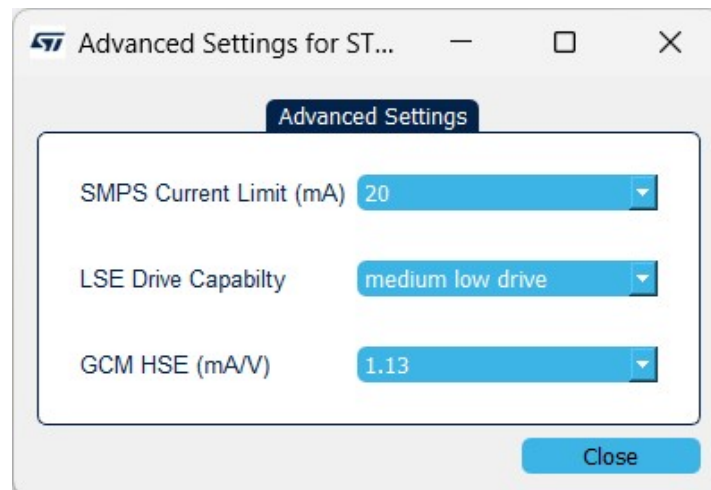 Advanced Settings for ST...
Advanced Settings
SMPS Current Limit (mA) 20
LSE Drive Capabilty medium low drive
GCM HSE (mA/V) 1.13
Close